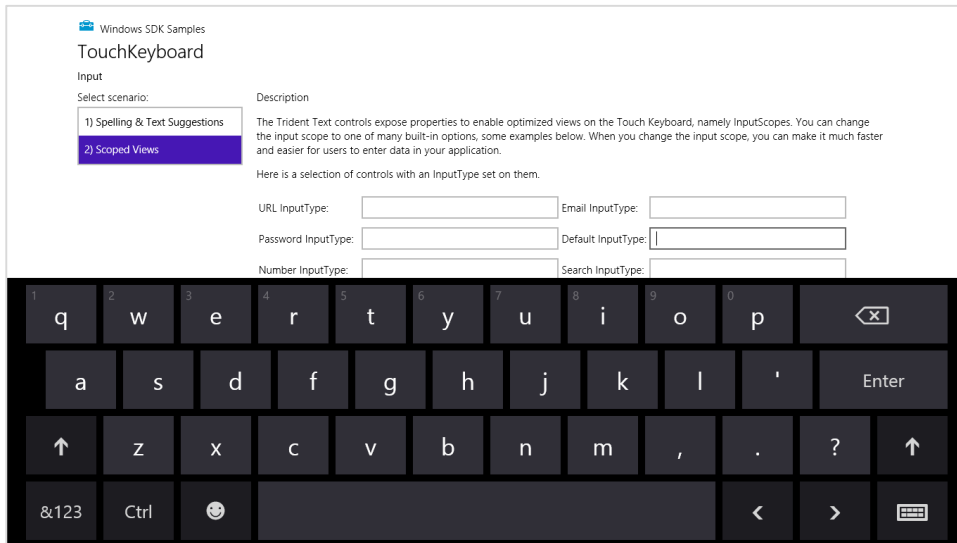 Windows SDK Samples
TouchKeyboard
Input
Select scenario:
1) Spelling & Text Suggestions
2) Scoped Views
Description
The Trident Text controls expose properties to enable optimized views on the Touch Keyboard, namely InputScopes. You can change
the input scope to one of many built-in options, some examples below. When you change the input scope, you can make it much faster
and easier for users to enter data in your application.
Here is a selection of controls with an InputType set on them.
URL InputType: Email InputType:
Password InputType: Default InputType:
Number InputType: Search InputType:
1 2 3 4 5 6 7 8 9 0
q w e r t y u i o p
a s d f g h j k l ' Enter
z x c v b n m , . ?
&123 Ctrl < >